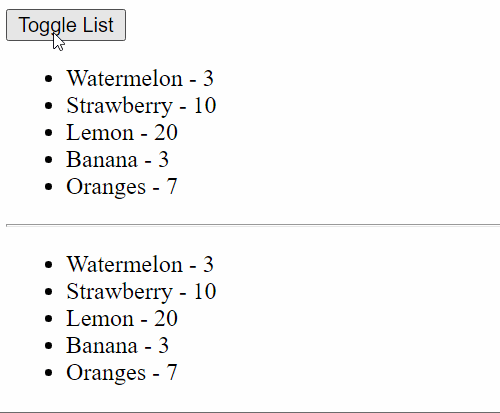 Toggle List
Watermelon - 3
Strawberry - 10
Lemon - 20
Banana - 3
Oranges - 7
Watermelon - 3
Strawberry - 10
Lemon - 20
Banana - 3
Oranges - 7